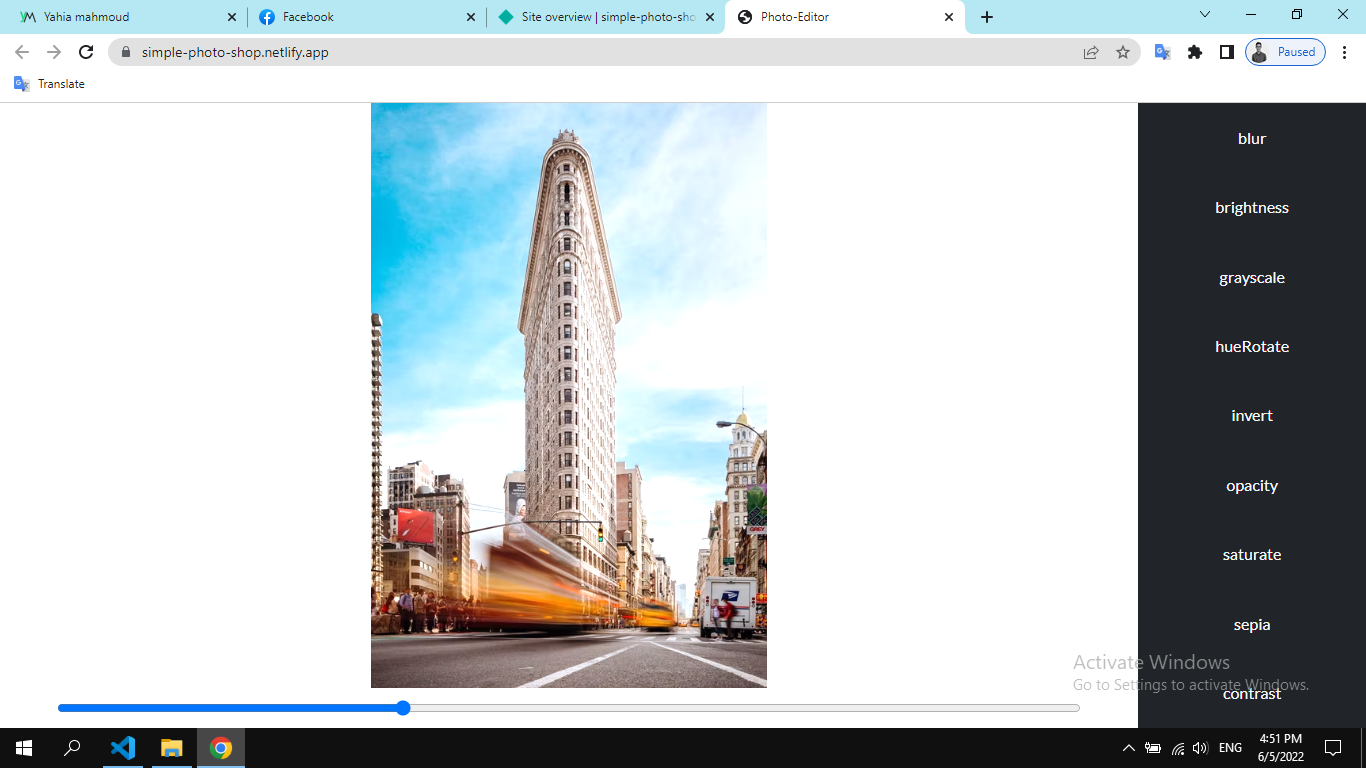 Yahia mahmoud
Facebook
Site overview | simple-photo-sho
Photo-Editor
simple-photo-shop.netlify.app
Paused
Translate
blur
brightness
grayscale
hueRotate
invert
opacity
saturate
sepia
Activate Windows
Go to Settings to activate Windows.
contrast
ENG
4:51 PM
6/5/2022